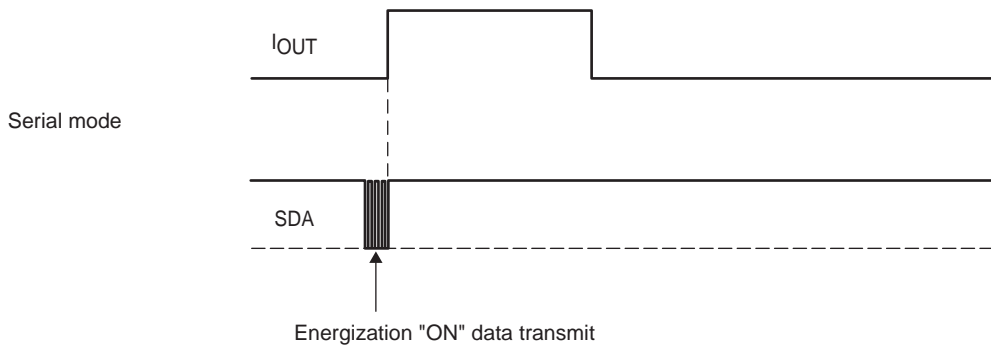 IOUT
Serial mode
SDA
Energization "ON" data transmit